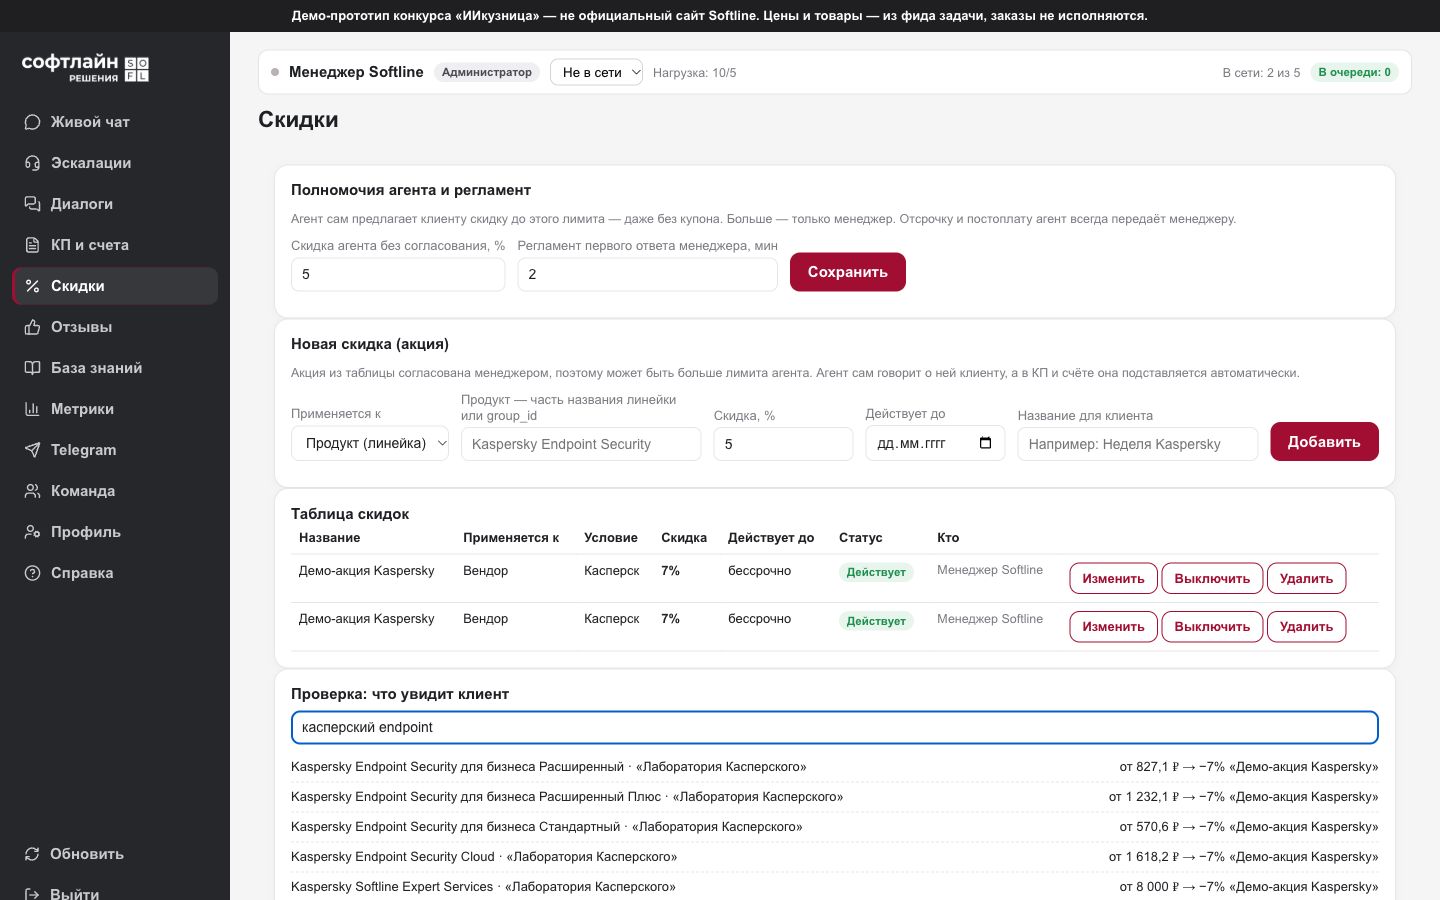 Демо-прототип конкурса «ИИкузница» — не официальный сайт Softline. Цены и товары — из фида задачи, заказы не исполняются.
софтлайн
РЕШЕНИЯ
SO
FL
Живой чат
Эскалации
Диалоги
КП и счета
Скидки
Отзывы
База знаний
Метрики
Telegram
Команда
Профиль
Справка
Обновить
Выйти
Менеджер Softline Администратор Не в сети Нагрузка: 10/5 В сети: 2 из 5 В очереди: 0
Скидки
Полномочия агента и регламент
Агент сам предлагает клиенту скидку до этого лимита — даже без купона. Больше — только менеджер. Отсрочку и постоплату агент всегда передаёт менеджеру.
Скидка агента без согласования, % Регламент первого ответа менеджера, мин
5 2 Сохранить
Новая скидка (акция)
Акция из таблицы согласована менеджером, поэтому может быть больше лимита агента. Агент сам говорит о ней клиенту, а в КП и счёте она подставляется автоматически.
Применяется к Продукт — часть названия линейки или group_id Скидка, % Действует до Название для клиента
Продукт (линейка) Kaspersky Endpoint Security 5 дд.мм.гггг Например: Неделя Kaspersky Добавить
Таблица скидок
Название Применяется к Условие Скидка Действует до Статус Кто
Демо-акция Kaspersky Вендор Касперск 7% бессрочно Действует Менеджер Softline Изменить Выключить Удалить
Демо-акция Kaspersky Вендор Касперск 7% бессрочно Действует Менеджер Softline Изменить Выключить Удалить
Проверка: что увидит клиент
касперский endpoint
Kaspersky Endpoint Security для бизнеса Расширенный · «Лаборатория Касперского» от 827,1 ₽ → −7% «Демо-акция Kaspersky»
Kaspersky Endpoint Security для бизнеса Расширенный Плюс · «Лаборатория Касперского» от 1 232,1 ₽ → −7% «Демо-акция Kaspersky»
Kaspersky Endpoint Security для бизнеса Стандартный · «Лаборатория Касперского» от 570,6 ₽ → −7% «Демо-акция Kaspersky»
Kaspersky Endpoint Security Cloud · «Лаборатория Касперского» от 1 618,2 ₽ → −7% «Демо-акция Kaspersky»
Kaspersky Softline Expert Services · «Лаборатория Касперского» от 8 000 ₽ → −7% «Демо-акция Kaspersky»